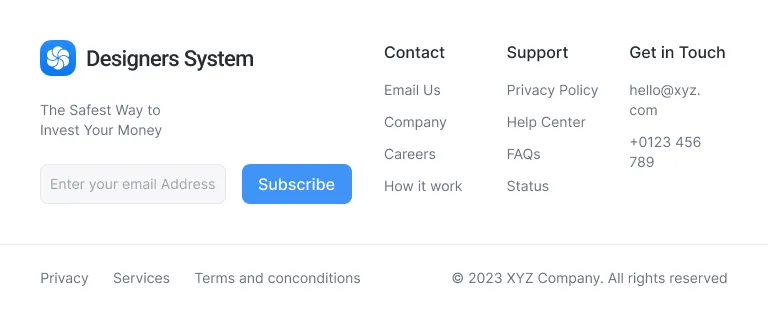 Designers System
The Safest Way to
Invest Your Money
Enter your email Address
Subscribe
Contact
Email Us
Company
Careers
How it work
Support
Privacy Policy
Help Center
FAQs
Status
Get in Touch
hello@xyz.
com
+0123 456
789
Privacy
Services
Terms and conconditions
© 2023 XYZ Company. All rights reserved